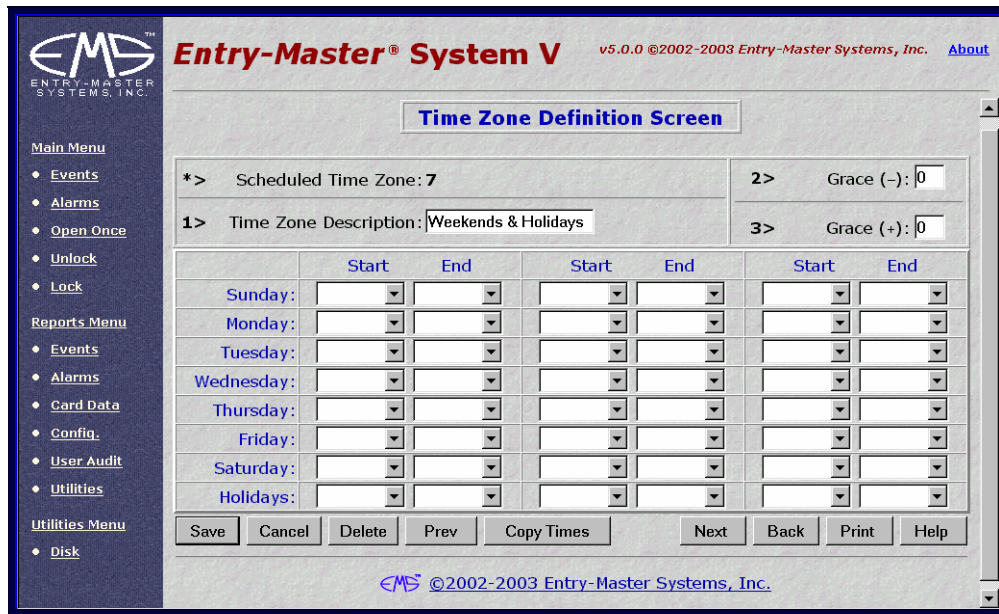 EMS™
ENTRY-MASTER
SYSTEMS, INC.
Entry-Master® System V
v5.0.0 ©2002-2003 Entry-Master Systems, Inc.
About
Main Menu
Events
Alarms
Open Once
Unlock
Lock
Reports Menu
Events
Alarms
Card Data
Config.
User Audit
Utilities
Utilities Menu
Disk
Time Zone Definition Screen
*> Scheduled Time Zone: 7
1> Time Zone Description: Weekends & Holidays
2> Grace (–): 0
3> Grace (+): 0
Start End Start End Start End
Sunday:
Monday:
Tuesday:
Wednesday:
Thursday:
Friday:
Saturday:
Holidays:
Save Cancel Delete Prev Copy Times Next Back Print Help
EMS ©2002-2003 Entry-Master Systems, Inc.